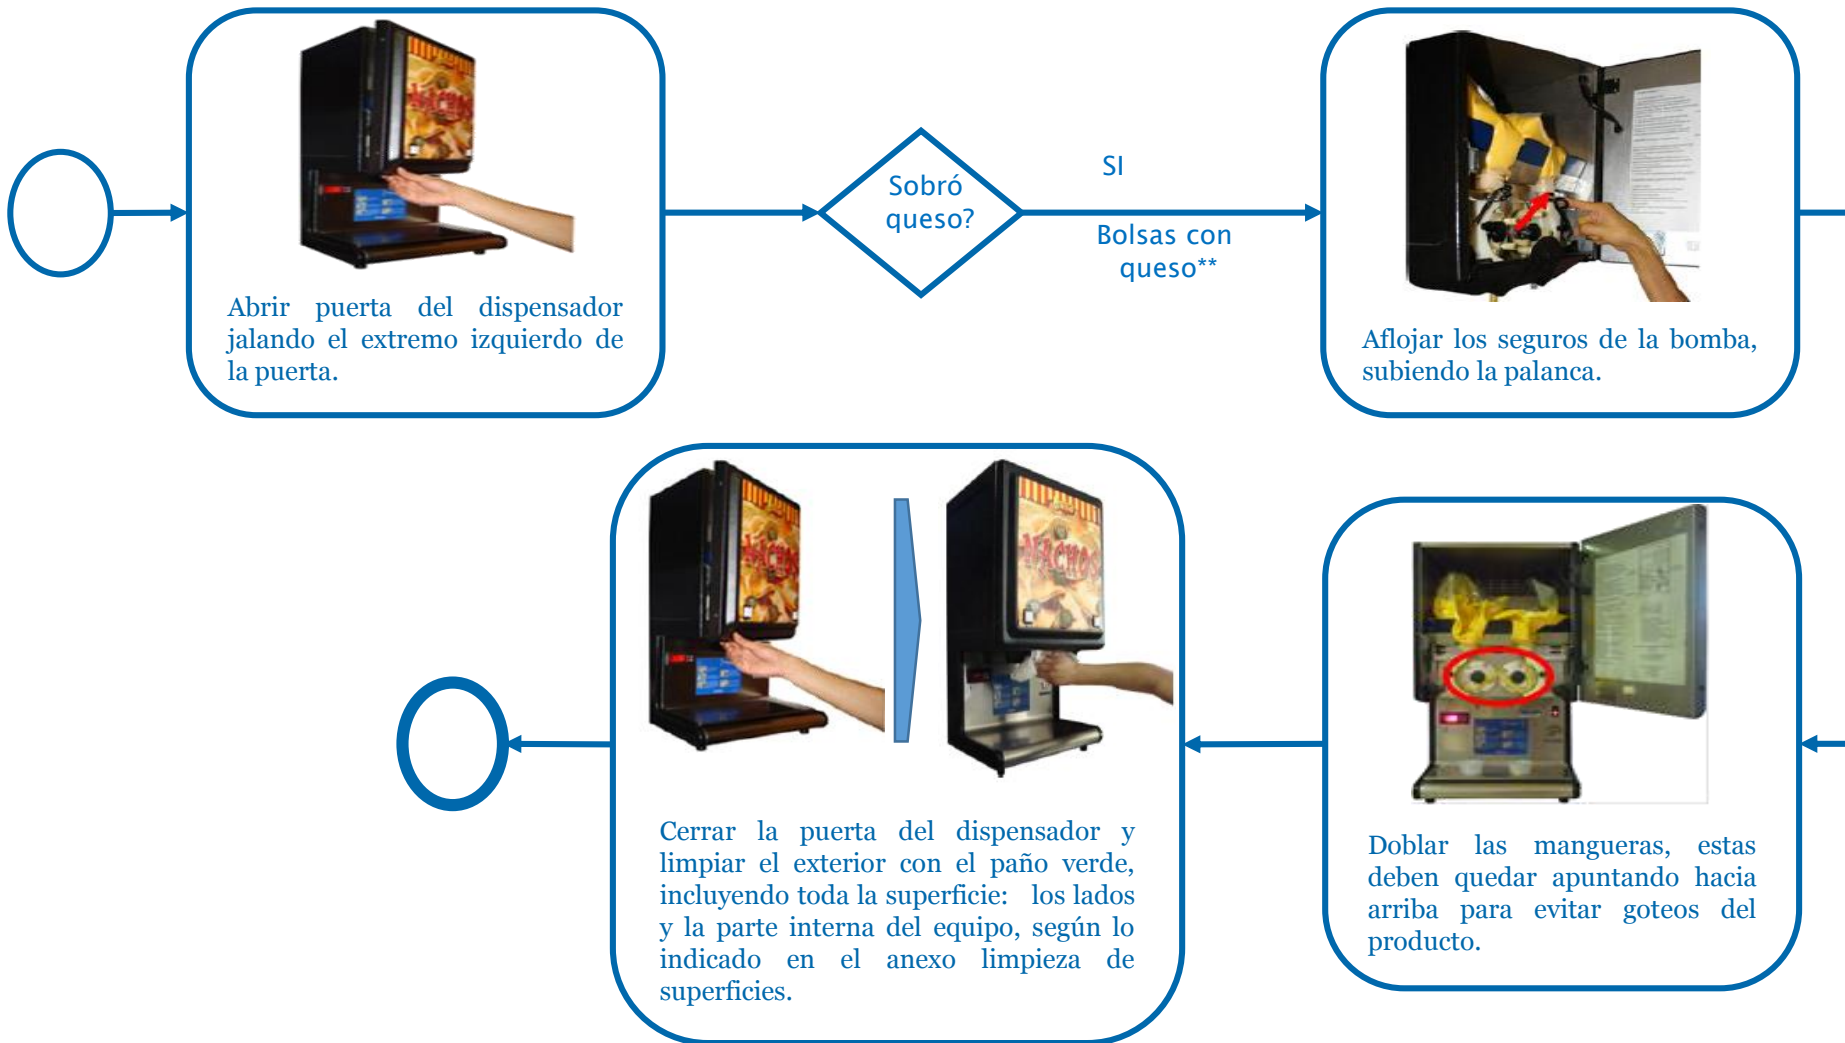 NACHOS
Abrir puerta del dispensador
jalando el extremo izquierdo de
la puerta.
Sobró
queso?
SI
Bolsas con
queso**
Aflojar los seguros de la bomba,
subiendo la palanca.
NACHOS
NACHOS
Cerrar la puerta del dispensador y
limpiar el exterior con el paño verde,
incluyendo toda la superficie: los lados
y la parte interna del equipo, según lo
indicado en el anexo limpieza de
superficies.
Doblar las mangueras, estas
deben quedar apuntando hacia
arriba para evitar goteos del
producto.